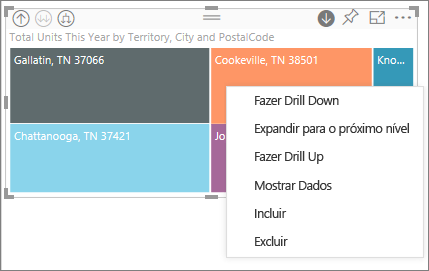 Total Units This Year by Territory, City and PostalCode
Gallatin, TN 37066
Cookeville, TN 38501
Kno...
Chattanooga, TN 37421
Jo
Fazer Drill Down
Expandir para o próximo nível
Fazer Drill Up
Mostrar Dados
Incluir
Excluir